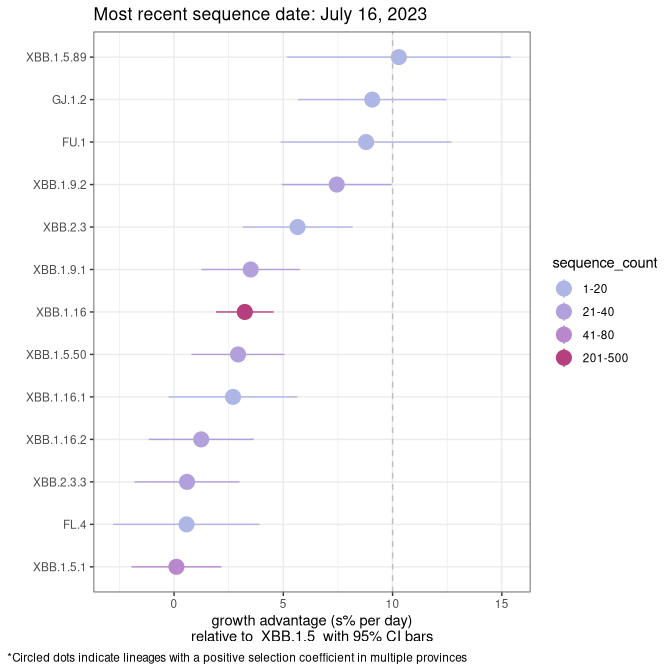 Most recent sequence date: July 16, 2023
XBB.1.5.89
GJ.1.2
FU.1
XBB.1.9.2
XBB.2.3
XBB.1.9.1
XBB.1.16
XBB.1.5.50
XBB.1.16.1
XBB.1.16.2
XBB.2.3.3
FL.4
XBB.1.5.1
0 5 10 15
growth advantage (s% per day)
relative to XBB.1.5 with 95% CI bars
*Circled dots indicate lineages with a positive selection coefficient in multiple provinces
sequence_count
1-20
21-40
41-80
201-500